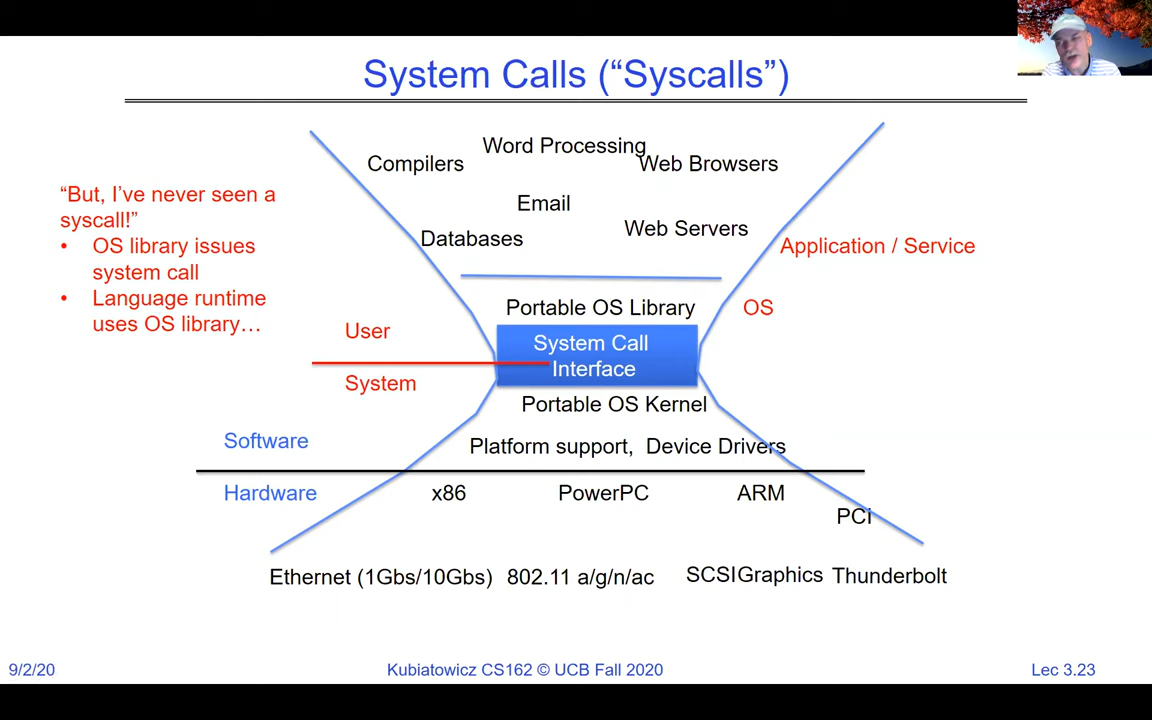 System Calls (“Syscalls”)
Word Processing
Compilers
Web Browsers
Email
Web Servers
Databases
“But, I’ve never seen a
syscall!”
• OS library issues
system call
• Language runtime
uses OS library…
Application / Service
Portable OS Library
OS
User
System Call
Interface
System
Portable OS Kernel
Software
Platform support, Device Drivers
Hardware
x86
PowerPC
ARM
PCI
Ethernet (1Gbs/10Gbs)
802.11 a/g/n/ac
SCSI
Graphics
Thunderbolt
9/2/20
Kubiatowicz CS162 © UCB Fall 2020
Lec 3.23